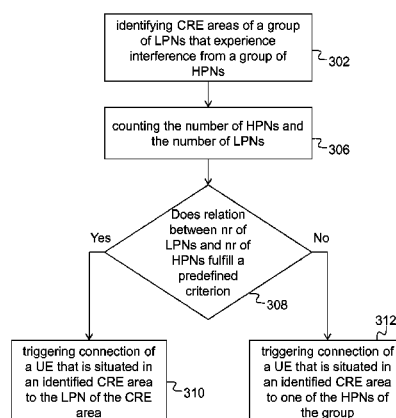 identifying CRE areas of a group
of LPNs that experience
interference from a group of
HPNs
302
counting the number of HPNs and
the number of LPNs
306
Does relation
between nr of
LPNs and nr of
HPNs fulfill a
predefined
criterion
Yes
No
308
312
triggering connection of
a UE that is situated in
an identified CRE area
to the LPN of the CRE
area
310
triggering connection of
a UE that is situated in
an identified CRE area
to one of the HPNs of
the group